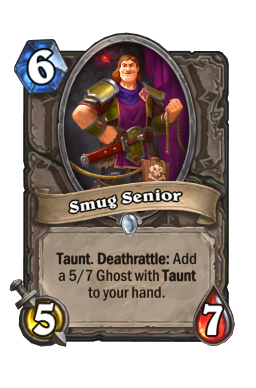 6
Smug Senior
Taunt. Deathrattle: Add
a 5/7 Ghost with Taunt
to your hand.
5
7